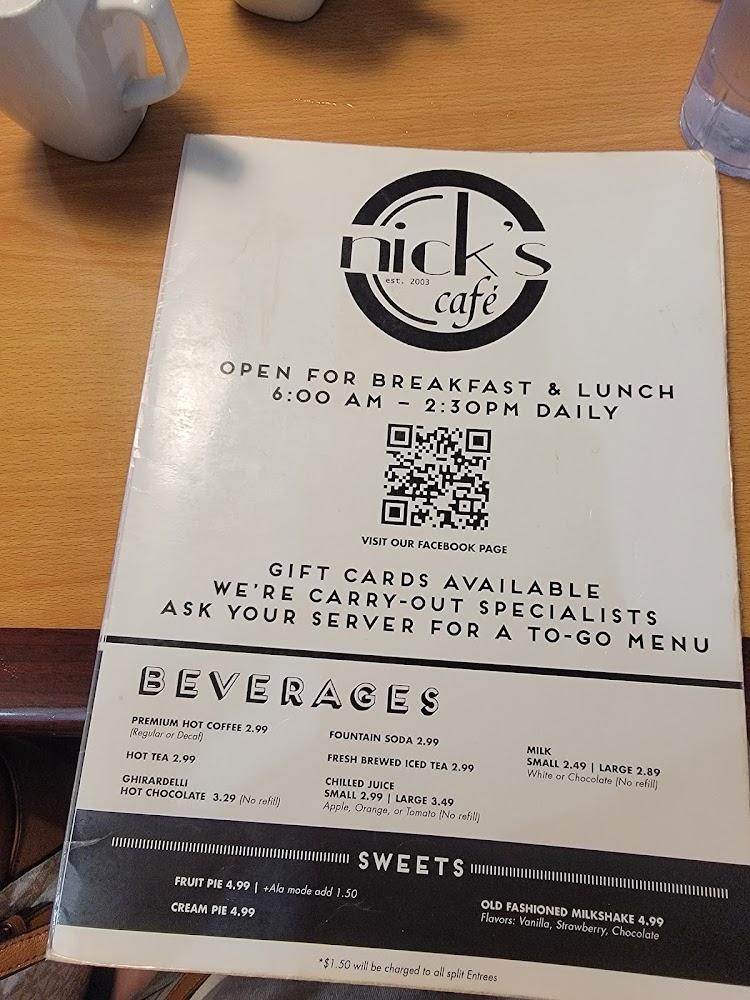 nick's
est. 2003
café
OPEN FOR BREAKFAST & LUNCH
6:00 AM – 2:30PM DAILY
VISIT OUR FACEBOOK PAGE
GIFT CARDS AVAILABLE
WE'RE CARRY-OUT SPECIALISTS
ASK YOUR SERVER FOR A TO-GO MENU
BEVERAGES
PREMIUM HOT COFFEE 2.99
(Regular or Decaf)
HOT TEA 2.99
GHIRARDELLI
HOT CHOCOLATE 3.29 (No refill)
FOUNTAIN SODA 2.99
FRESH BREWED ICED TEA 2.99
CHILLED JUICE
SMALL 2.99 | LARGE 3.49
Apple, Orange, or Tomato (No refill)
MILK
SMALL 2.49 | LARGE 2.89
White or Chocolate (No refill)
SWEETS
FRUIT PIE 4.99 | +Ala mode add 1.50
CREAM PIE 4.99
OLD FASHIONED MILKSHAKE 4.99
Flavors: Vanilla, Strawberry, Chocolate
*$1.50 will be charged to all split Entrees